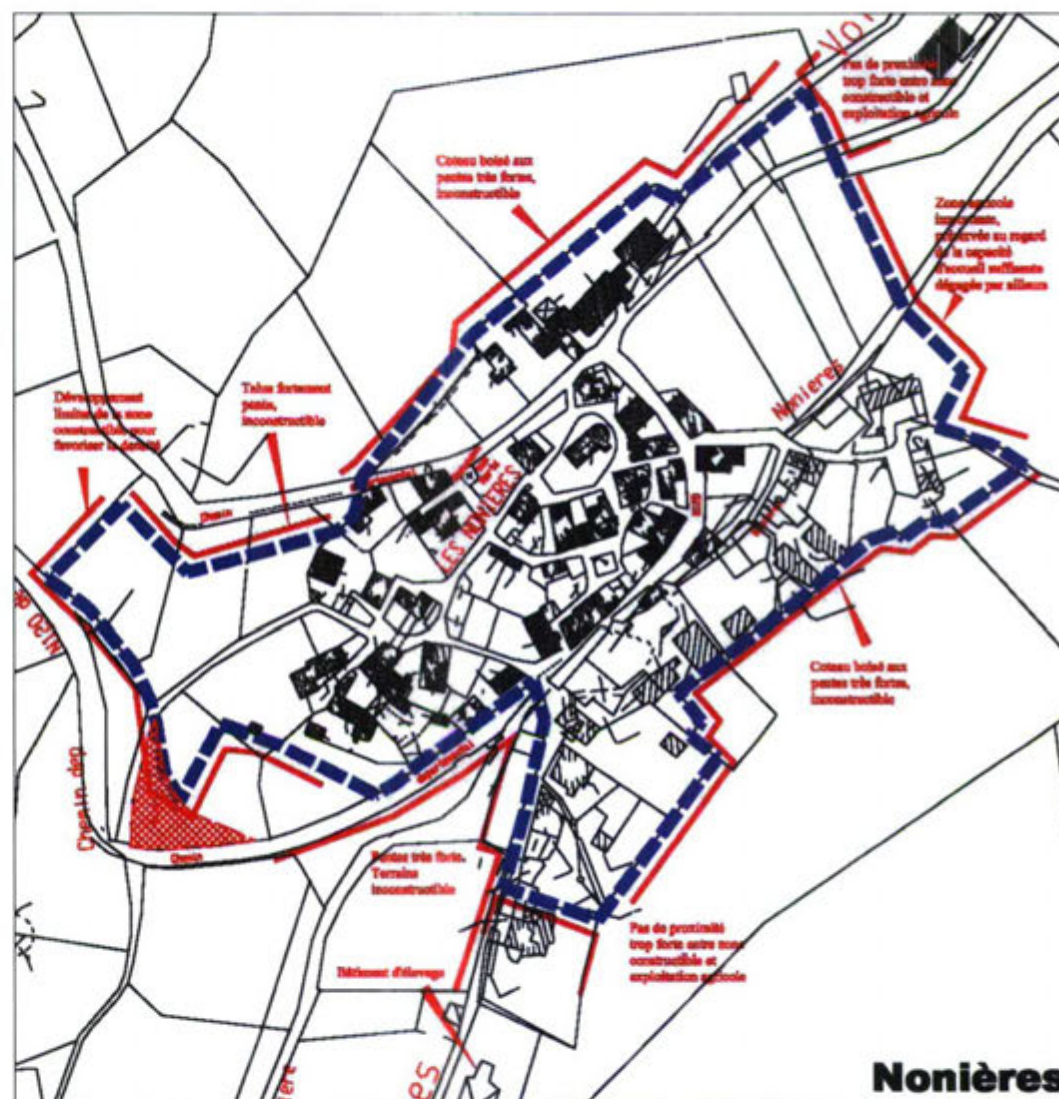 Pas de proximité
trop forte entre zone
constructible et
exploitation agricole
Coteau boisé aux
pentes très fortes,
inconstructible
Zone agricole
importante,
préservée au regard
de la capacité
d'accueil suffisante
dégagée par ailleurs
Développement
limité de la zone
constructible pour
favoriser la densité
Talus fortement
pentu,
inconstructible
Nonieres
LES NONIERES
Chemin
N120
Coteau boisé aux
pentes très fortes,
inconstructible
Chemin dep
Chemin
Pentes très forte.
Terrains
inconstructible
Pas de proximité
trop forte entre zone
constructible et
exploitation agricole
Bâtiment d'élevage
Nonières